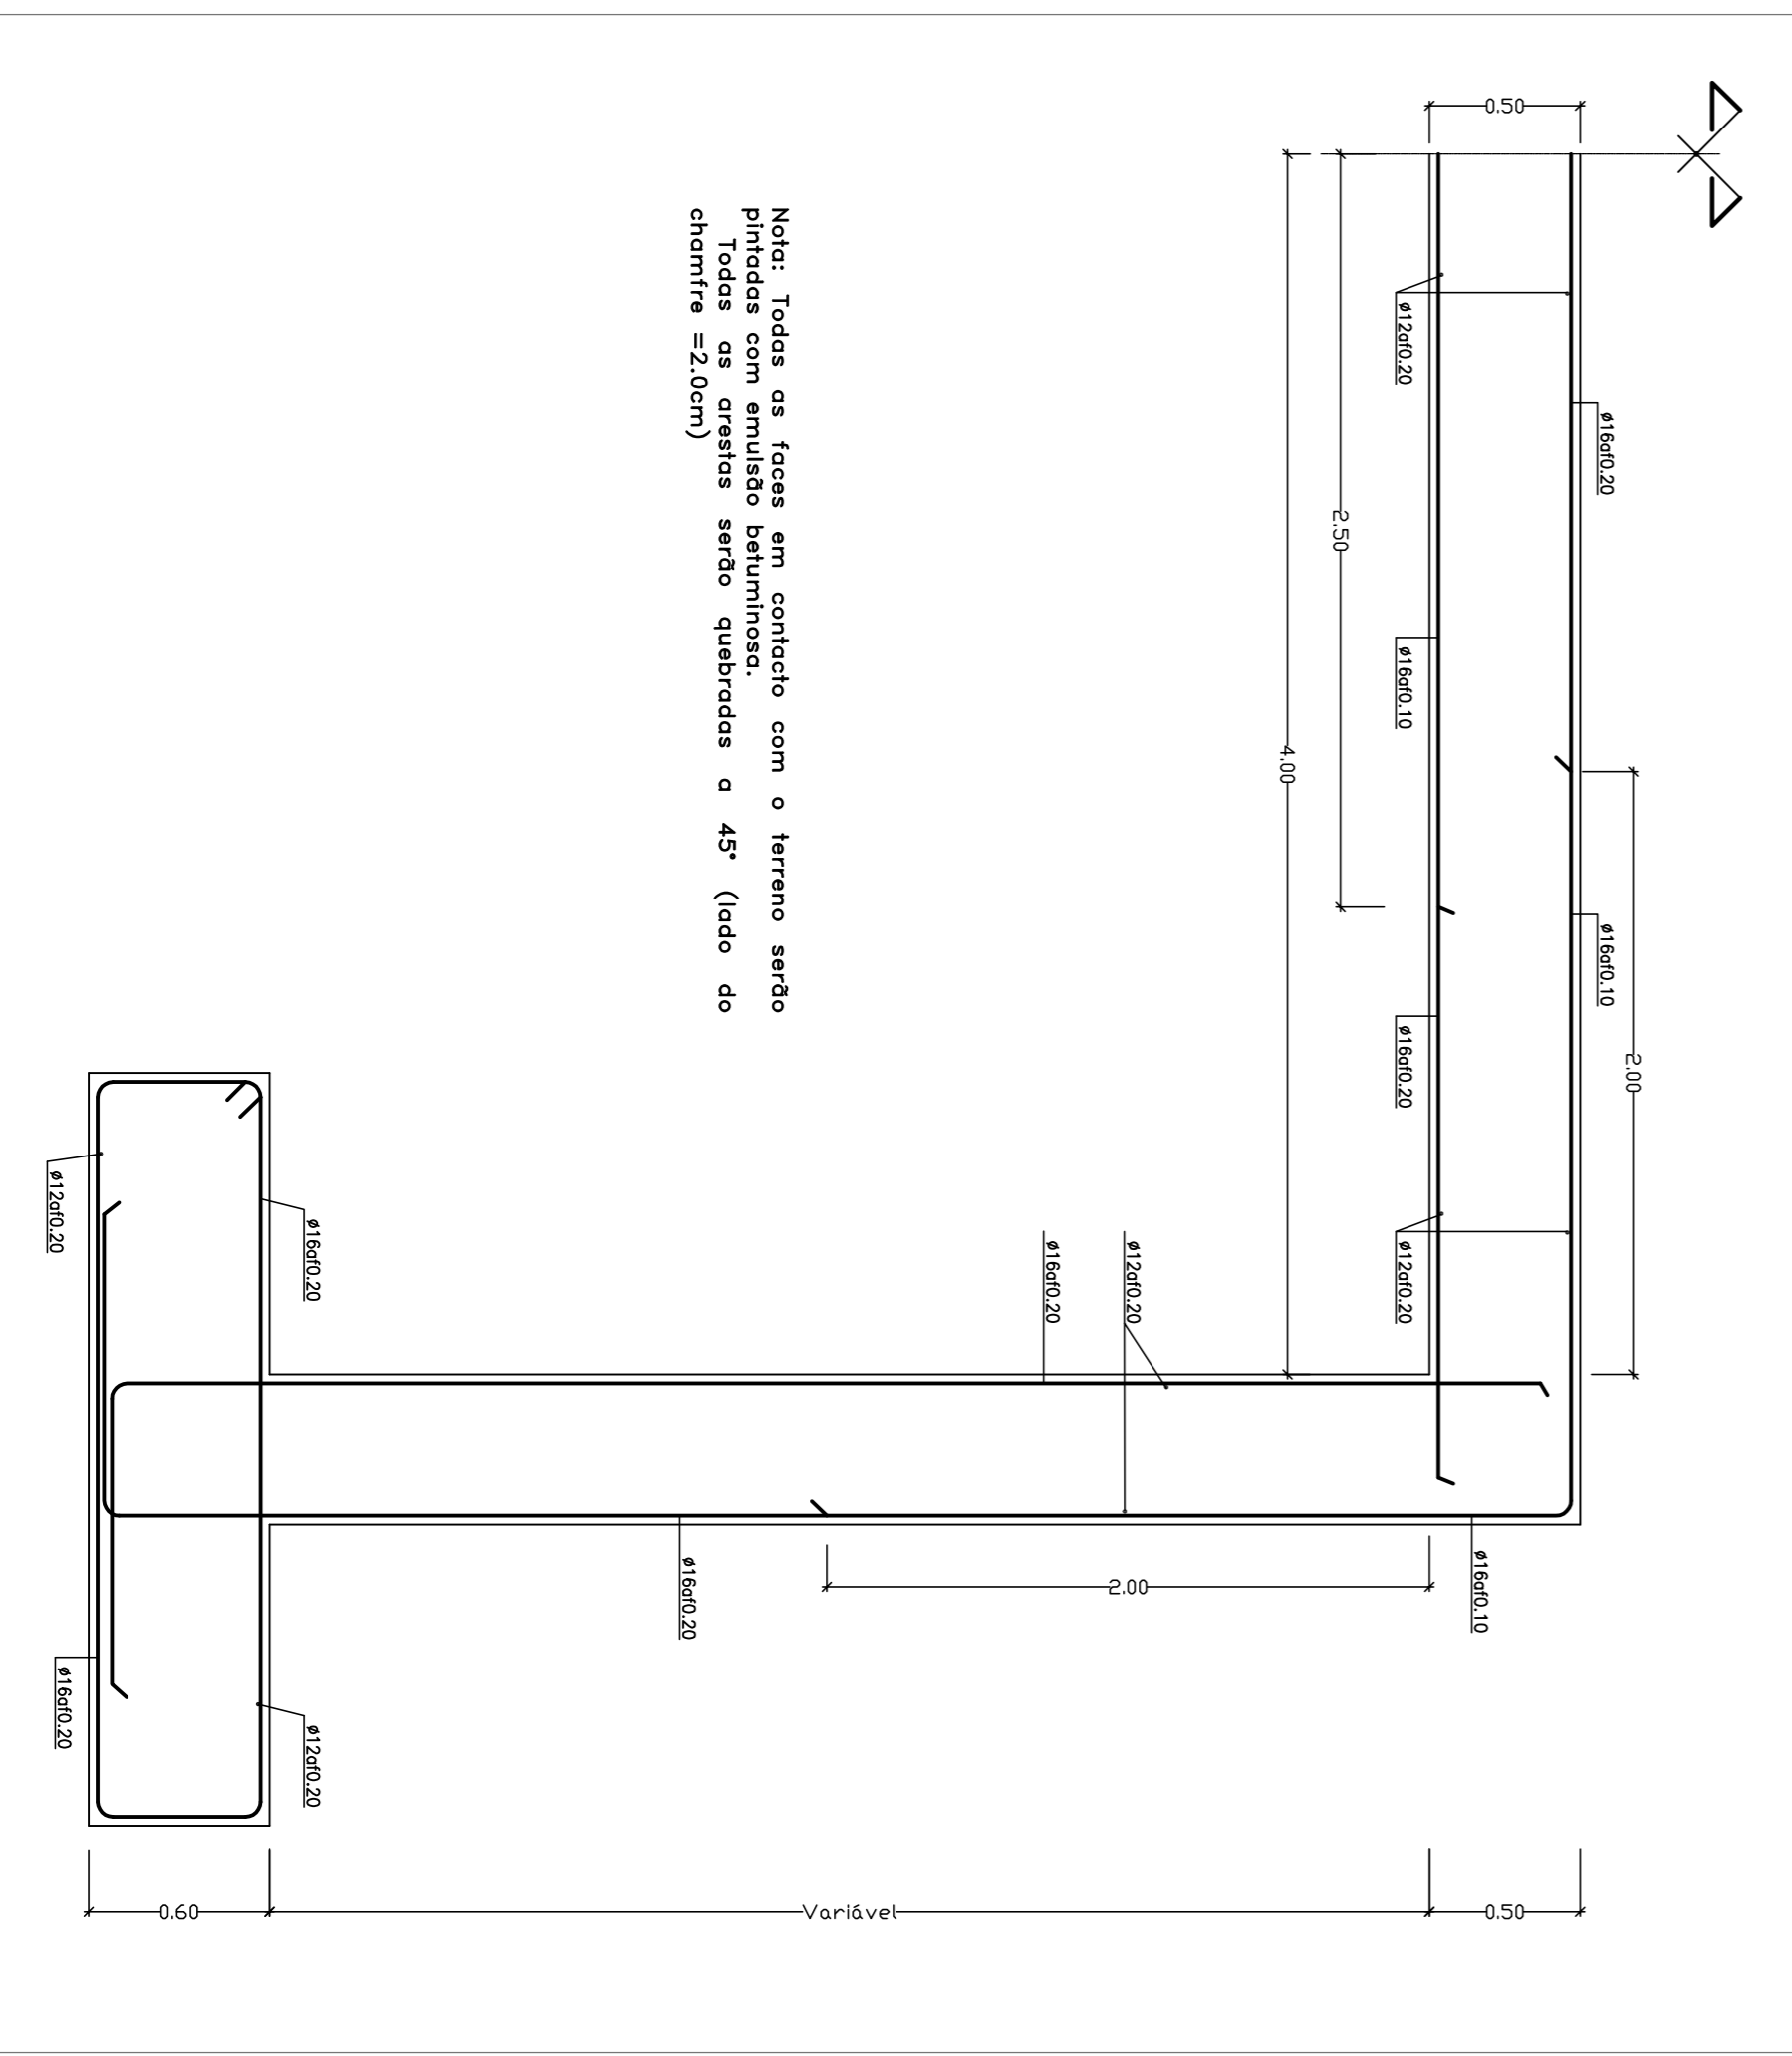 0.50
ø16af0.20
ø16af0.10
2.00
ø12af0.20
ø16af0.10
ø16af0.20
ø12af0.20
2.50
4.00
Nota: Todas as faces em contacto com o terreno serão
pintadas com emulsão betuminosa.
Todas as arestas serão quebradas a 45° (lado do
chamfre =2.0cm)
ø12af0.20
ø16af0.20
ø16af0.10
2.00
ø16af0.20
ø16af0.20
ø12af0.20
ø12af0.20
ø16af0.20
0.50
Variável
0.60